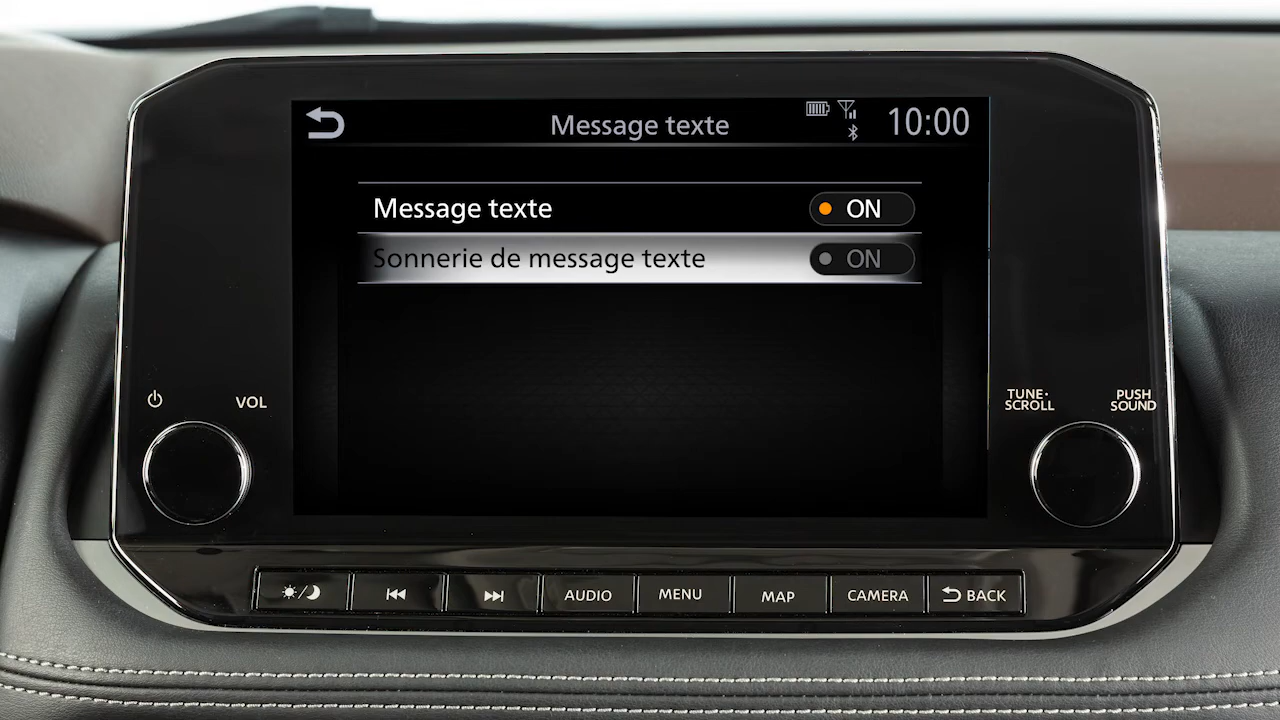 Message texte
10:00
Message texte
ON
Sonnerie de message texte
ON
VOL
TUNE·
SCROLL
PUSH
SOUND
AUDIO
MENU
MAP
CAMERA
BACK